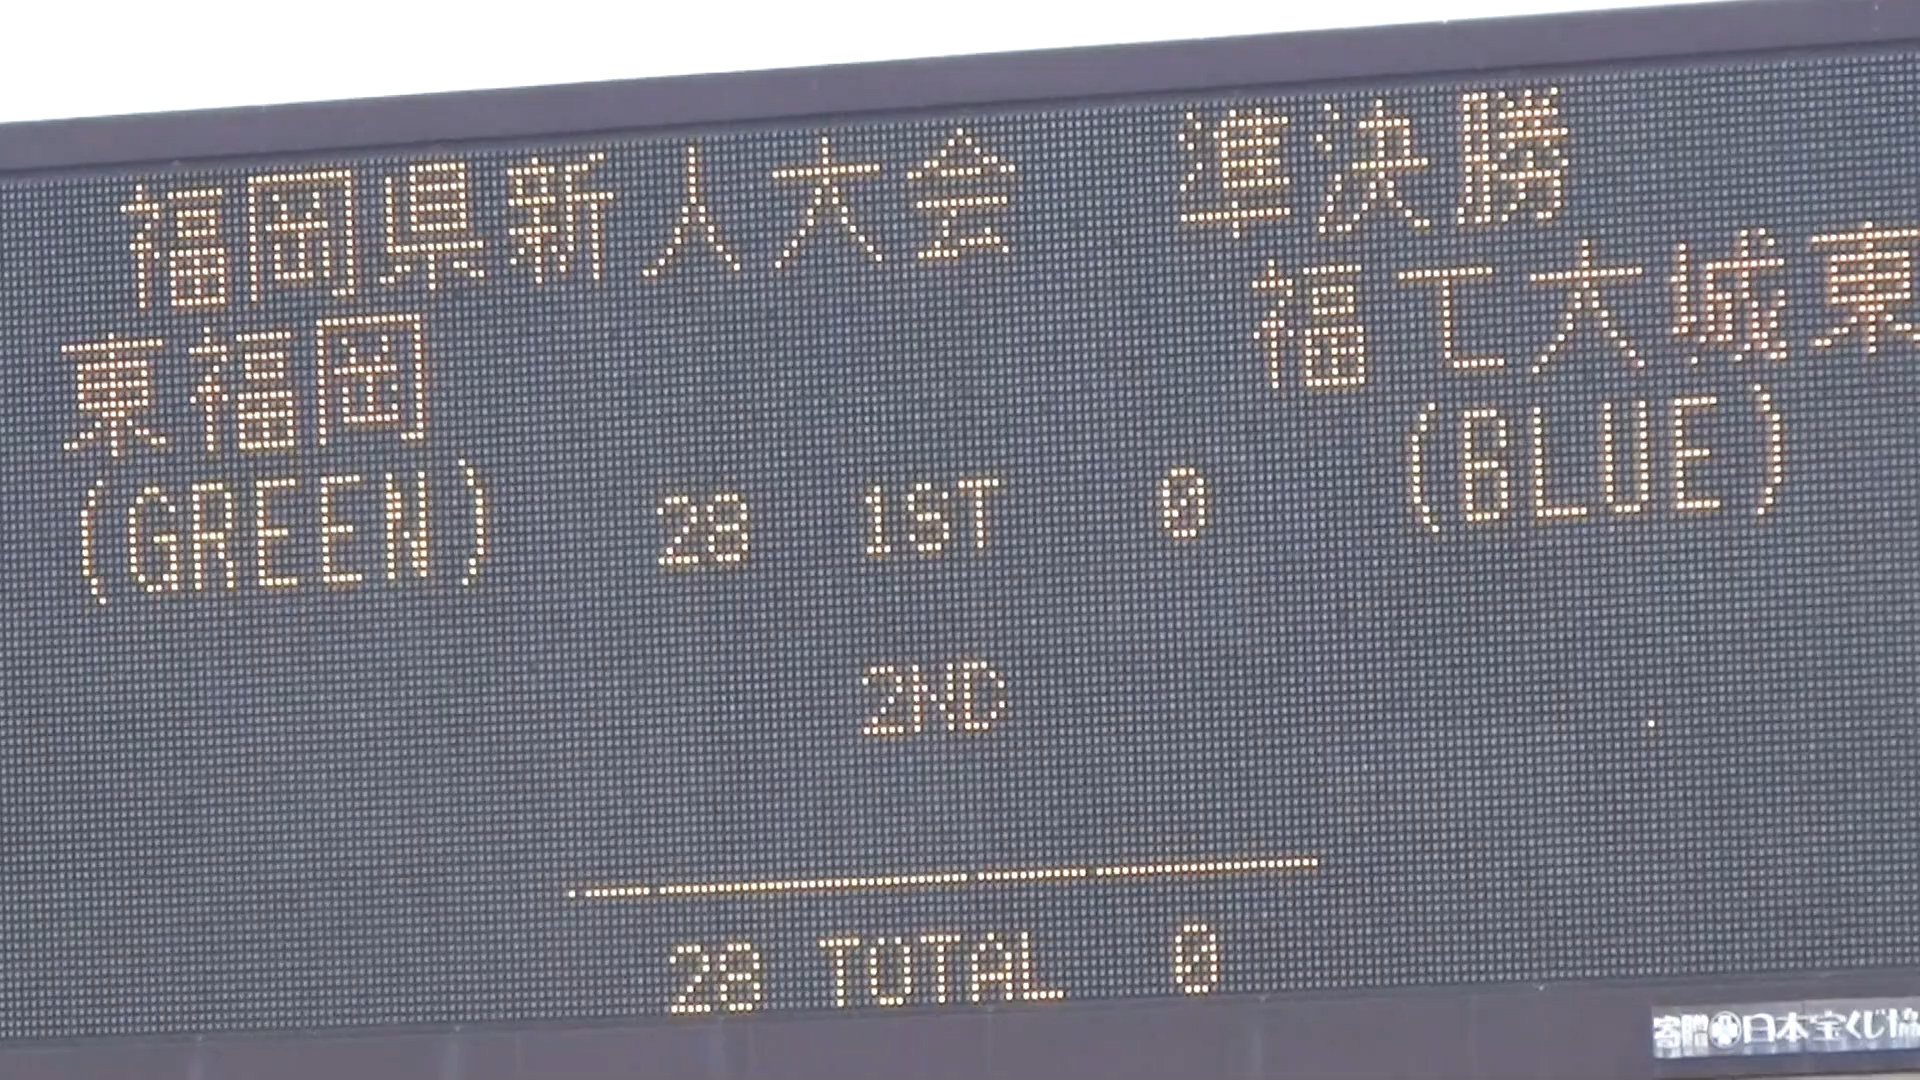 福岡県新人大会 準決勝
東福岡 福工大城東
(GREEN) 28 1ST 0 (BLUE)
2ND
28 TOTAL 0
寄贈 日本宝くじ協